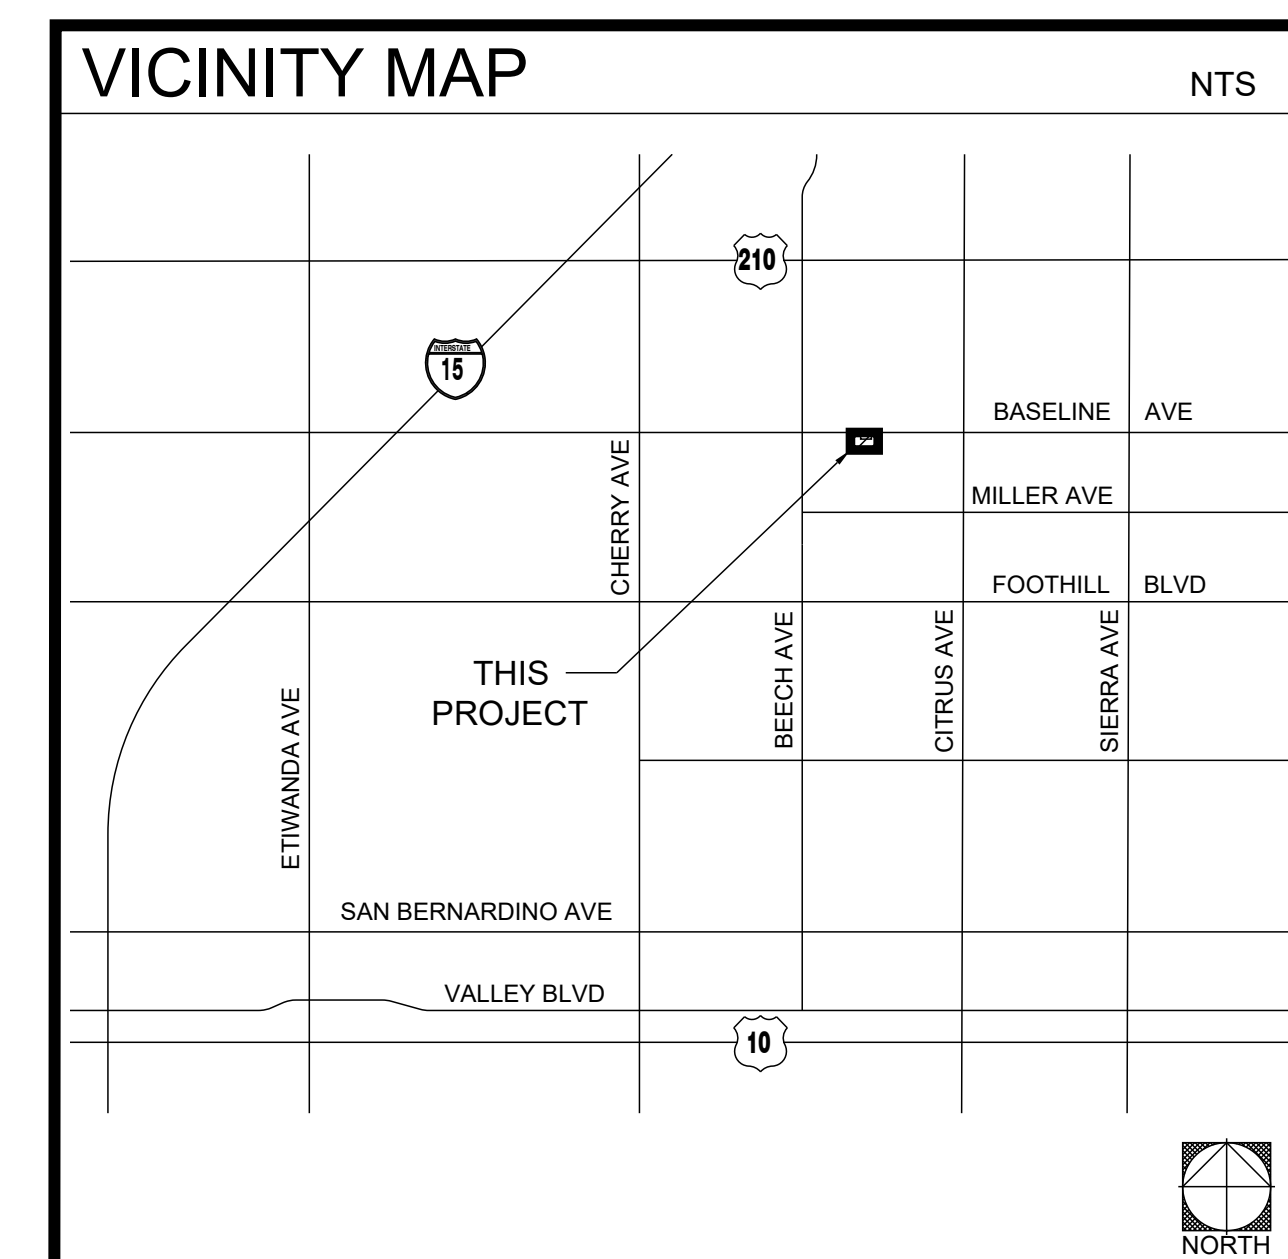 VICINITY MAP
NTS
210
INTERSTATE
15
BASELINE AVE
CHERRY AVE
MILLER AVE
FOOTHILL BLVD
THIS
PROJECT
BEECH AVE
CITRUS AVE
SIERRA AVE
ETIWANDA AVE
SAN BERNARDINO AVE
VALLEY BLVD
10
NORTH